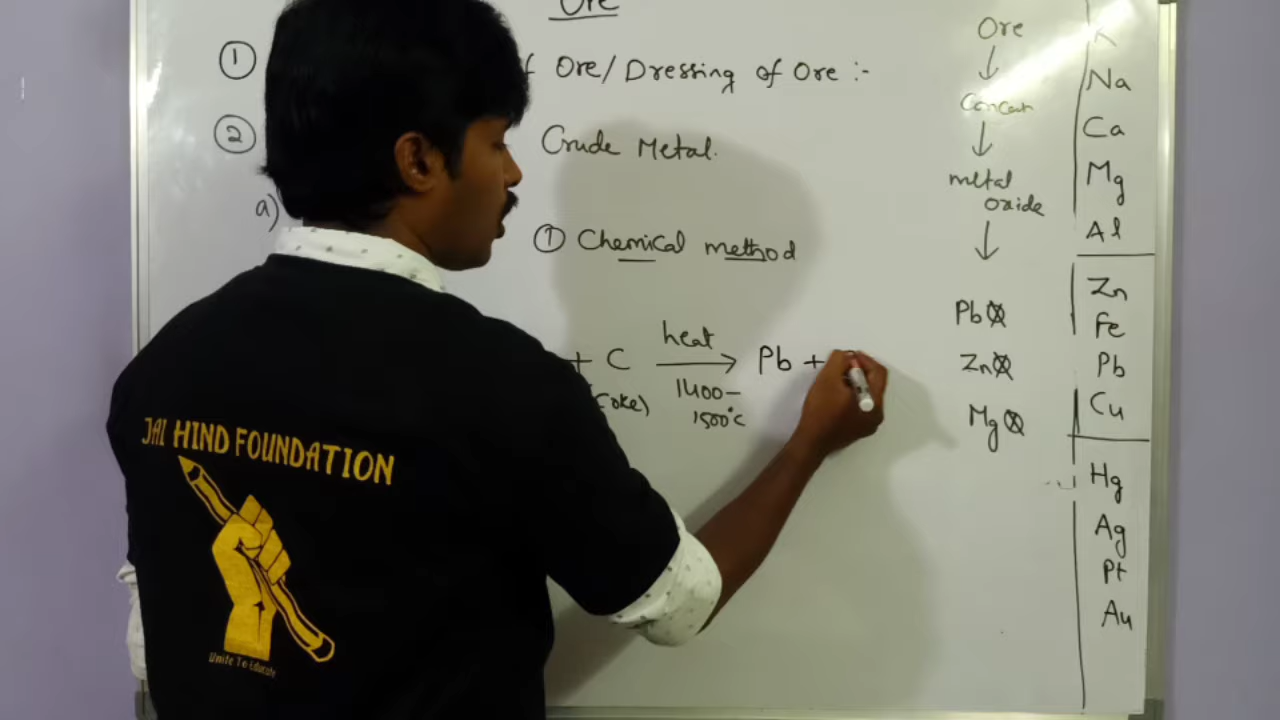 Ore
① Ore/Dressing of Ore :-
② Crude Metal.
a)
① Chemical method
+ C heat Pb +
Coke) 1400-
1500°C
Ore
↓
↓
metal
oxide
↓
PbO
ZnO
MgO
K
Na
Ca
Mg
Al
Zn
Fe
Pb
Cu
Hg
Ag
Pt
Au
JAI HIND FOUNDATION
Unite To Educate